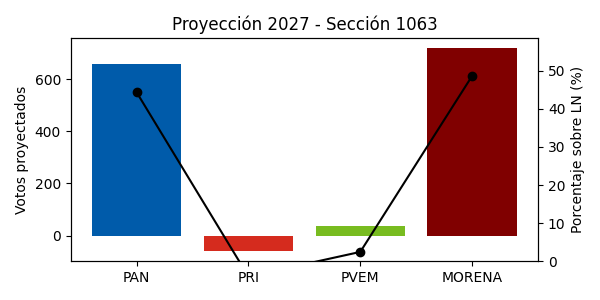 Proyección 2027 - Sección 1063
Votos proyectados
600
400
200
0
50
40
30
20
10
0
Porcentaje sobre LN (%)
PAN PRI PVEM MORENA